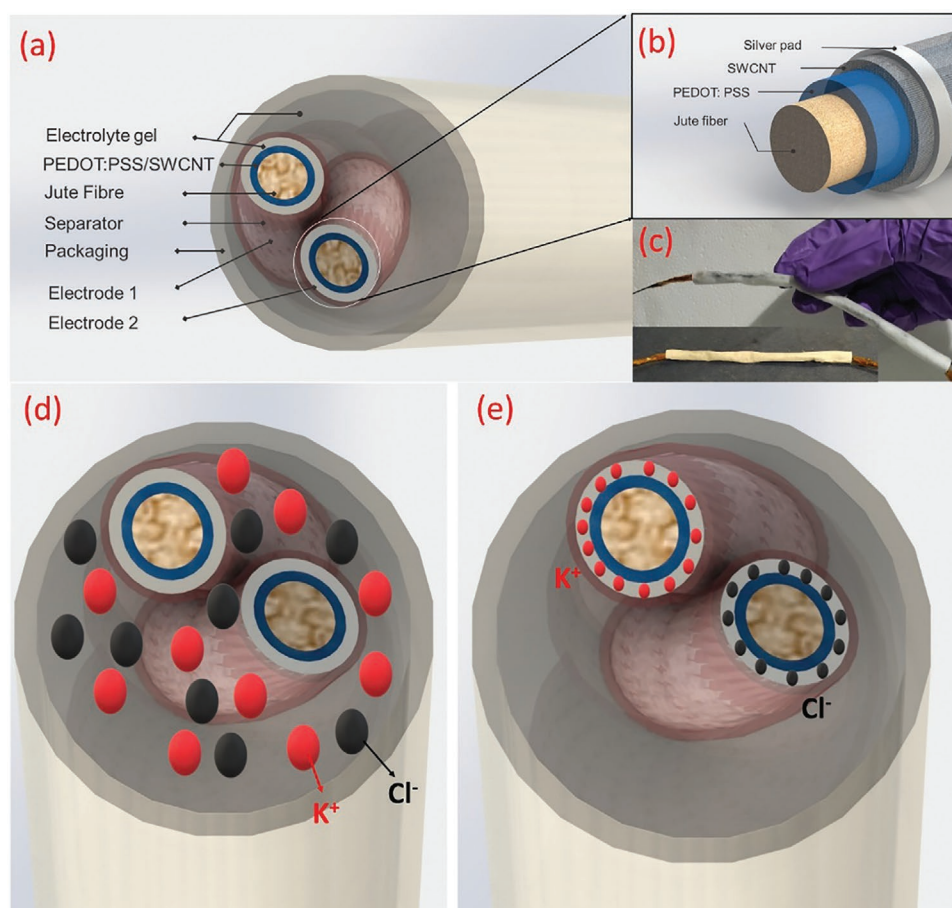 (a)
Electrolyte gel
PEDOT:PSS/SWCNT
Jute Fibre
Separator
Packaging
Electrode 1
Electrode 2
(b)
Silver pad
SWCNT
PEDOT: PSS
Jute fiber
(c)
(d)
K⁺
Cl⁻
(e)
K⁺
Cl⁻